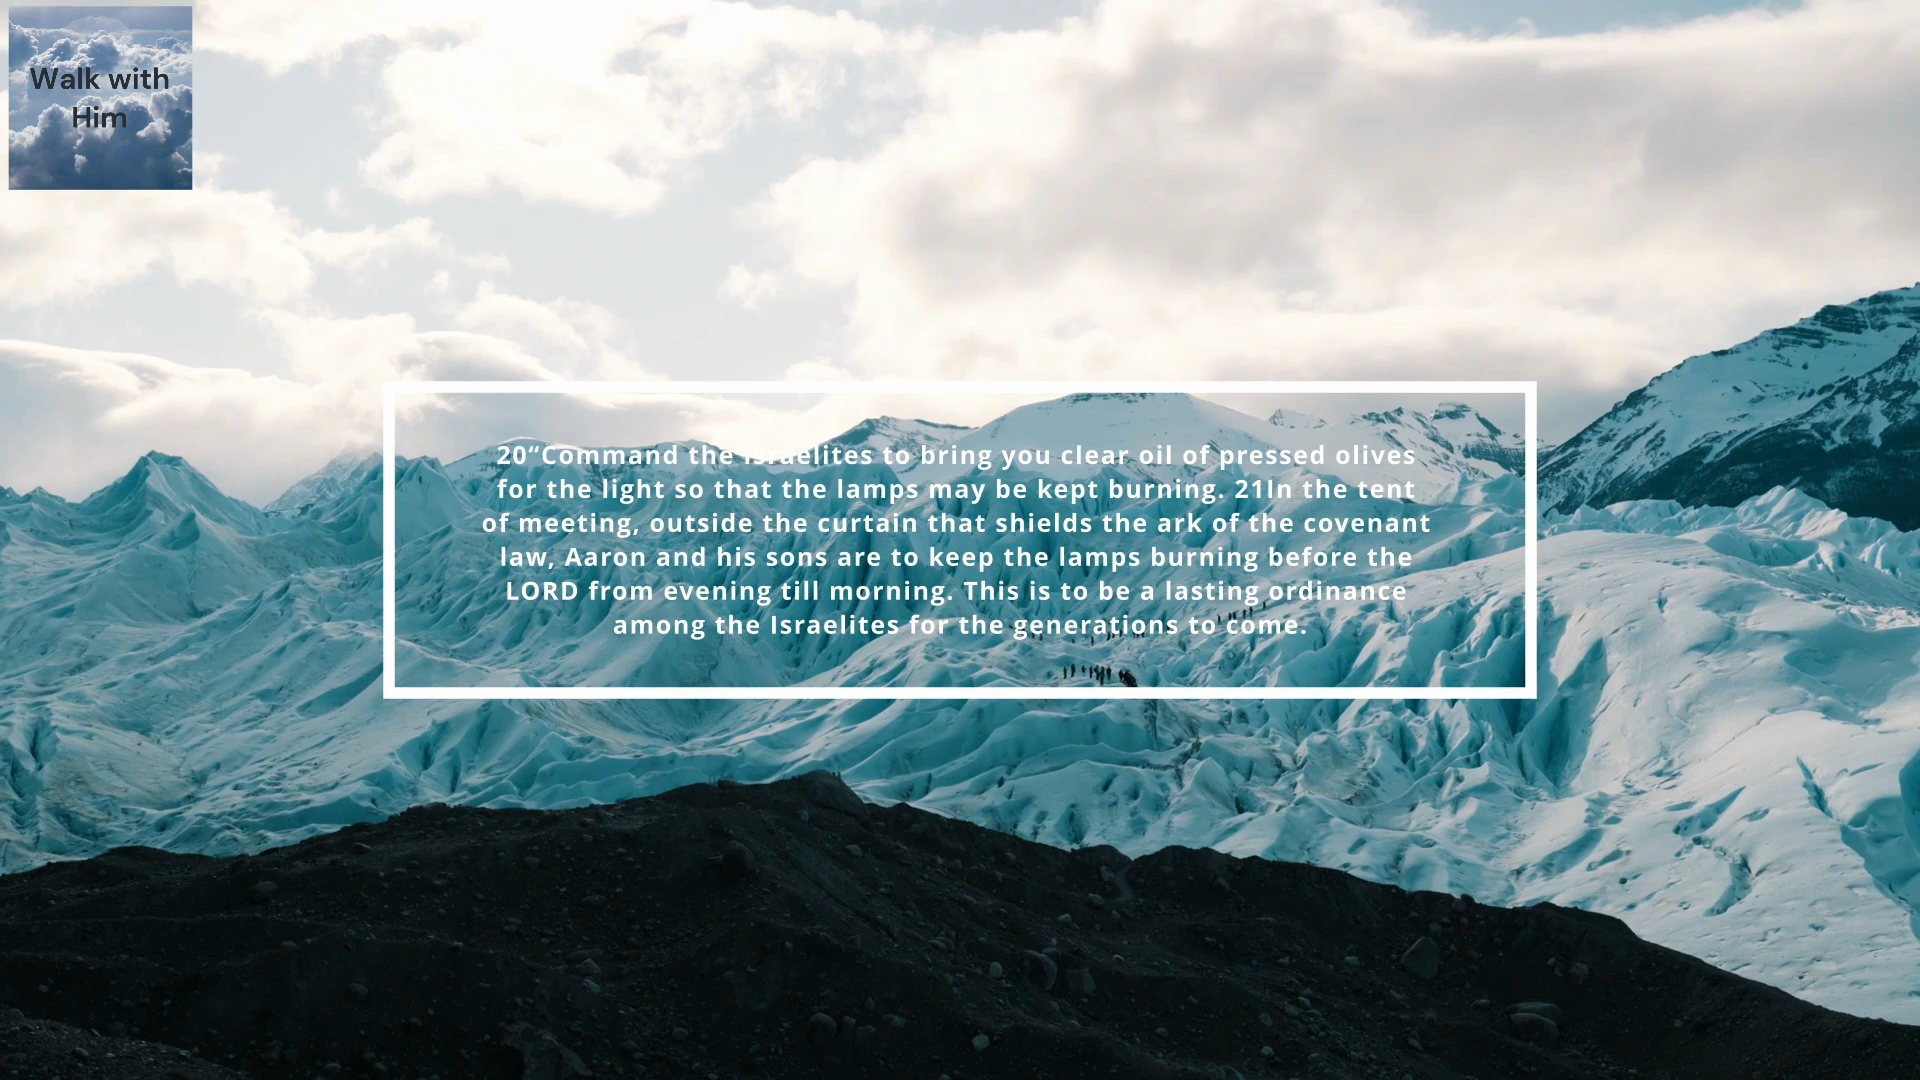 Walk with
Him
20“Command the Israelites to bring you clear oil of pressed olives
for the light so that the lamps may be kept burning. 21In the tent
of meeting, outside the curtain that shields the ark of the covenant
law, Aaron and his sons are to keep the lamps burning before the
LORD from evening till morning. This is to be a lasting ordinance
among the Israelites for the generations to come.